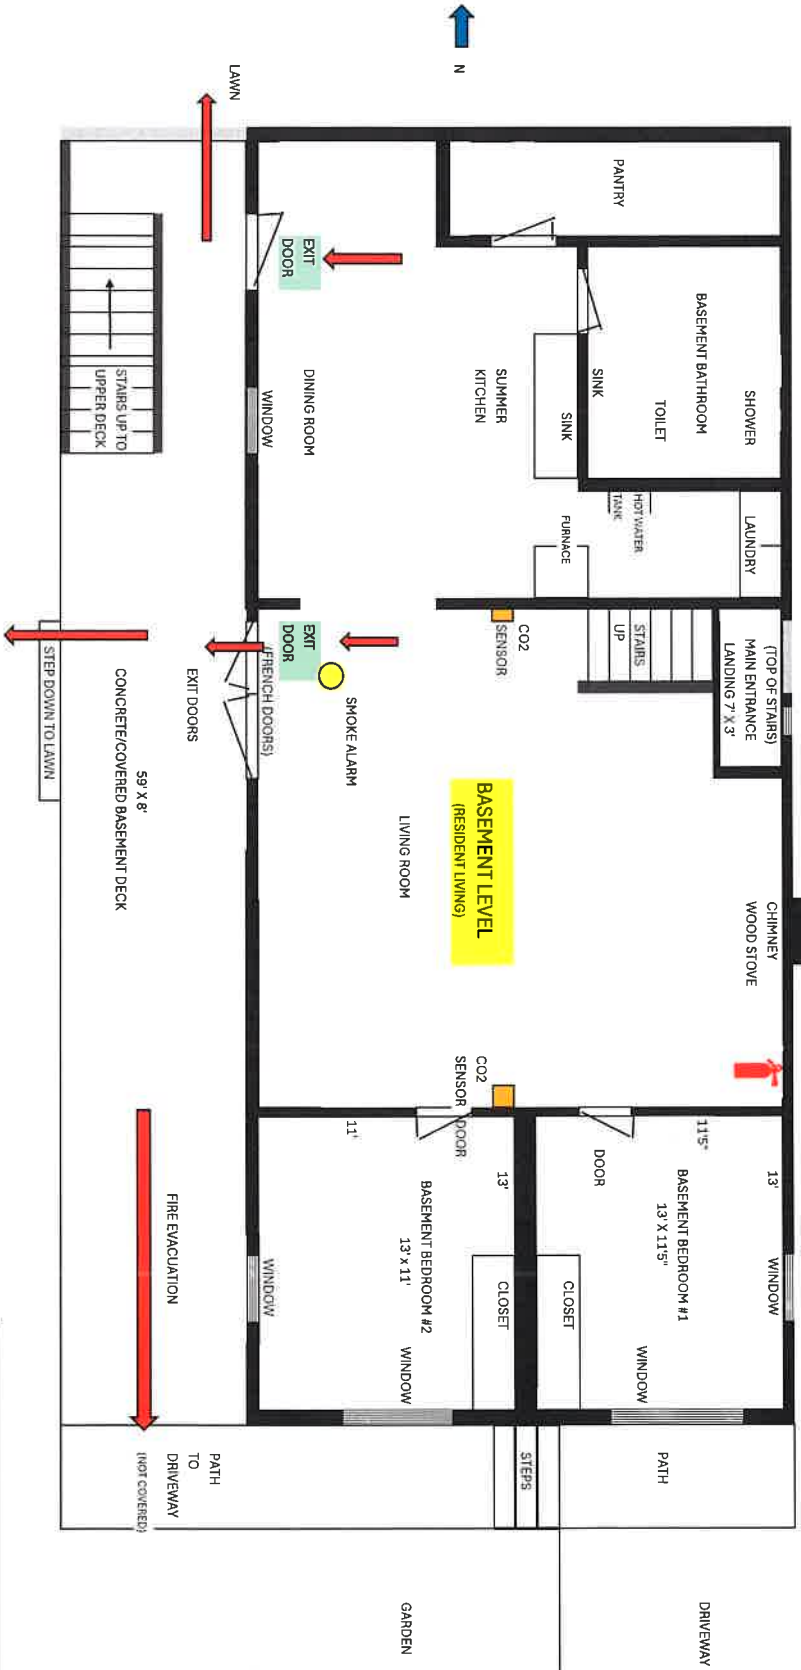 N
LAWN
PANTRY
BASEMENT BATHROOM
SHOWER
TOILET
SINK
SINK
SUMMER
KITCHEN
EXIT
DOOR
DINING ROOM
WINDOW
STAIRS UP TO
UPPER DECK
LAUNDRY
HOT WATER
TANK
FURNACE
(TOP OF STAIRS)
MAIN ENTRANCE
LANDING 7' X 3'
STAIRS
UP
CO2
SENSOR
EXIT
DOOR
(FRENCH DOORS)
SMOKE ALARM
EXIT DOORS
STEP DOWN TO LAWN
59' X 8'
CONCRETE/COVERED BASEMENT DECK
BASEMENT LEVEL
(RESIDENT LIVING)
LIVING ROOM
CHIMNEY
WOOD STOVE
CO2
SENSOR
DOOR
13'
11'5"
DOOR
BASEMENT BEDROOM #1
13' X 11'5"
WINDOW
CLOSET
WINDOW
13'
11'
BASEMENT BEDROOM #2
13' x 11'
CLOSET
WINDOW
WINDOW
FIRE EVACUATION
PATH
TO
DRIVEWAY
(NOT COVERED)
STEPS
PATH
GARDEN
DRIVEWAY